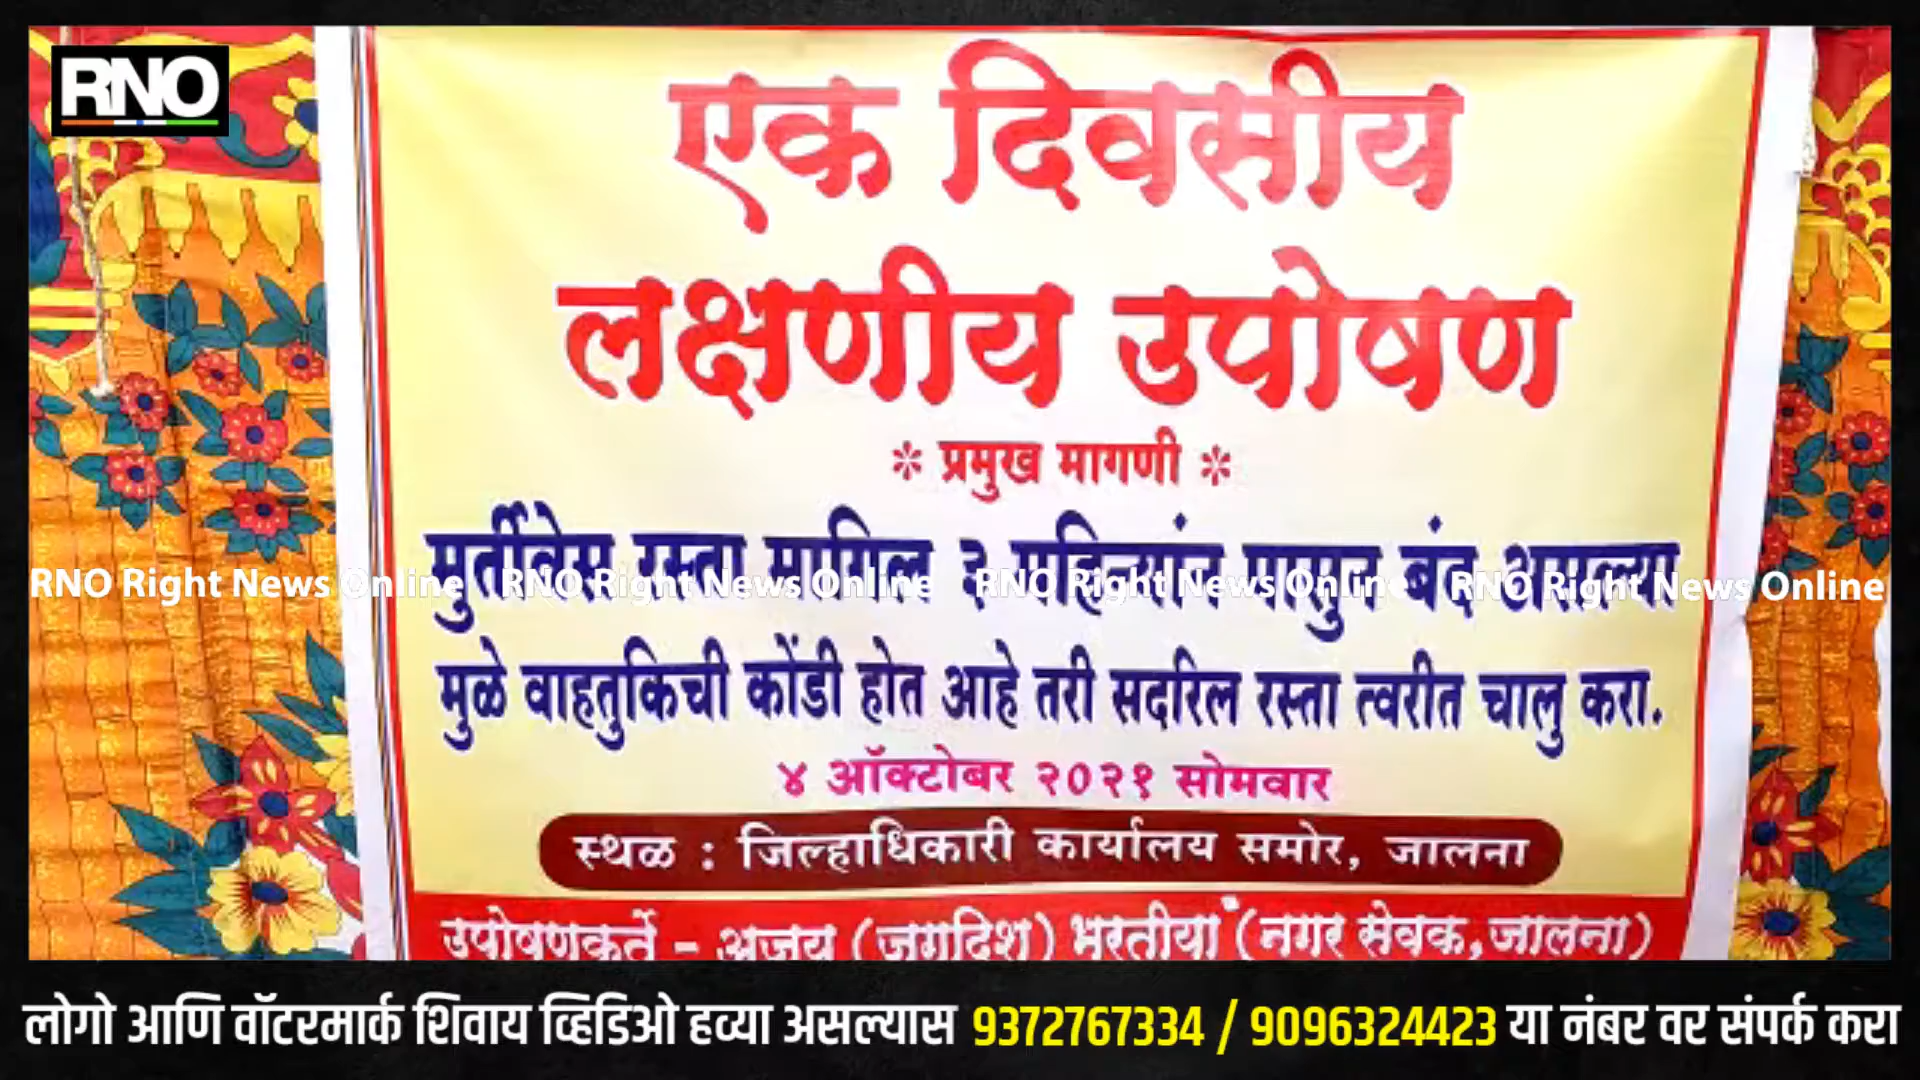 RNO
एक दिवसीय
लक्षणीय उपोषण
* प्रमुख मागणी *
मुर्तीवेस रस्ता मागिल ३ महिन्यांन पासुन बंद असल्या
RNO Right News Online RNO Right News Online RNO Right News Online RNO Right News Online
मुळे वाहतुकिची कोंडी होत आहे तरी सदरिल रस्ता त्वरीत चालु करा.
४ ऑक्टोबर २०२१ सोमवार
स्थळ : जिल्हाधिकारी कार्यालय समोर, जालना
उपोषणकर्ते - अजय (जगदिश) भरतीया (नगर सेवक, जालना)
लोगो आणि वॉटरमार्क शिवाय व्हिडिओ हव्या असल्यास 9372767334 / 9096324423 या नंबर वर संपर्क करा